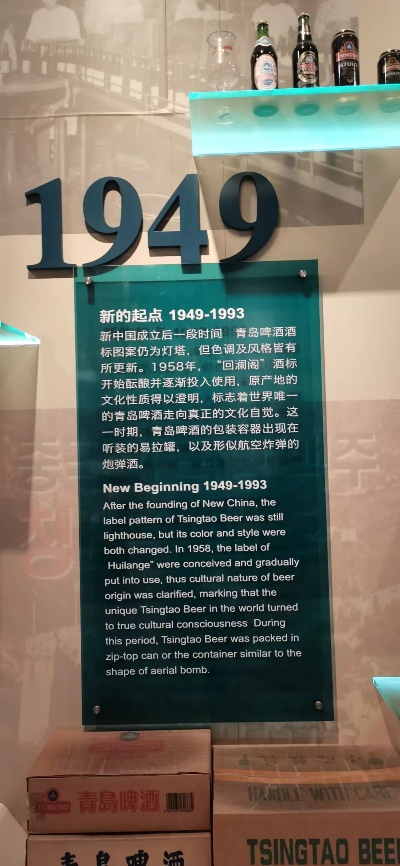 1949
新的起点 1949-1993
新中国成立后一段时间 青岛啤酒酒
标图案仍为灯塔，但色调及风格皆有
所更新。1958年，“回澜阁”酒标
开始酝酿并逐渐投入使用，原产地的
文化性质得以澄明，标志着世界唯一
的青岛啤酒走向真正的文化自觉。这
一时期，青岛啤酒的包装容器出现在
听装的易拉罐，以及形似航空炸弹的
炮弹酒。
New Beginning 1949-1993
After the founding of New China, the
label pattern of Tsingtao Beer was still
lighthouse, but its color and style were
both changed. In 1958, the label of
Huilange” were conceived and gradually
put into use, thus cultural nature of beer
origin was clarified, marking that the
unique Tsingtao Beer in the world turned
to true cultural consciousness During
this period, Tsingtao Beer was packed in
zip-top can or the container similar to the
shape of aerial bomb.
青島啤酒
HANDLE WITH CARE
青島啤酒
TSINGTAO BEE